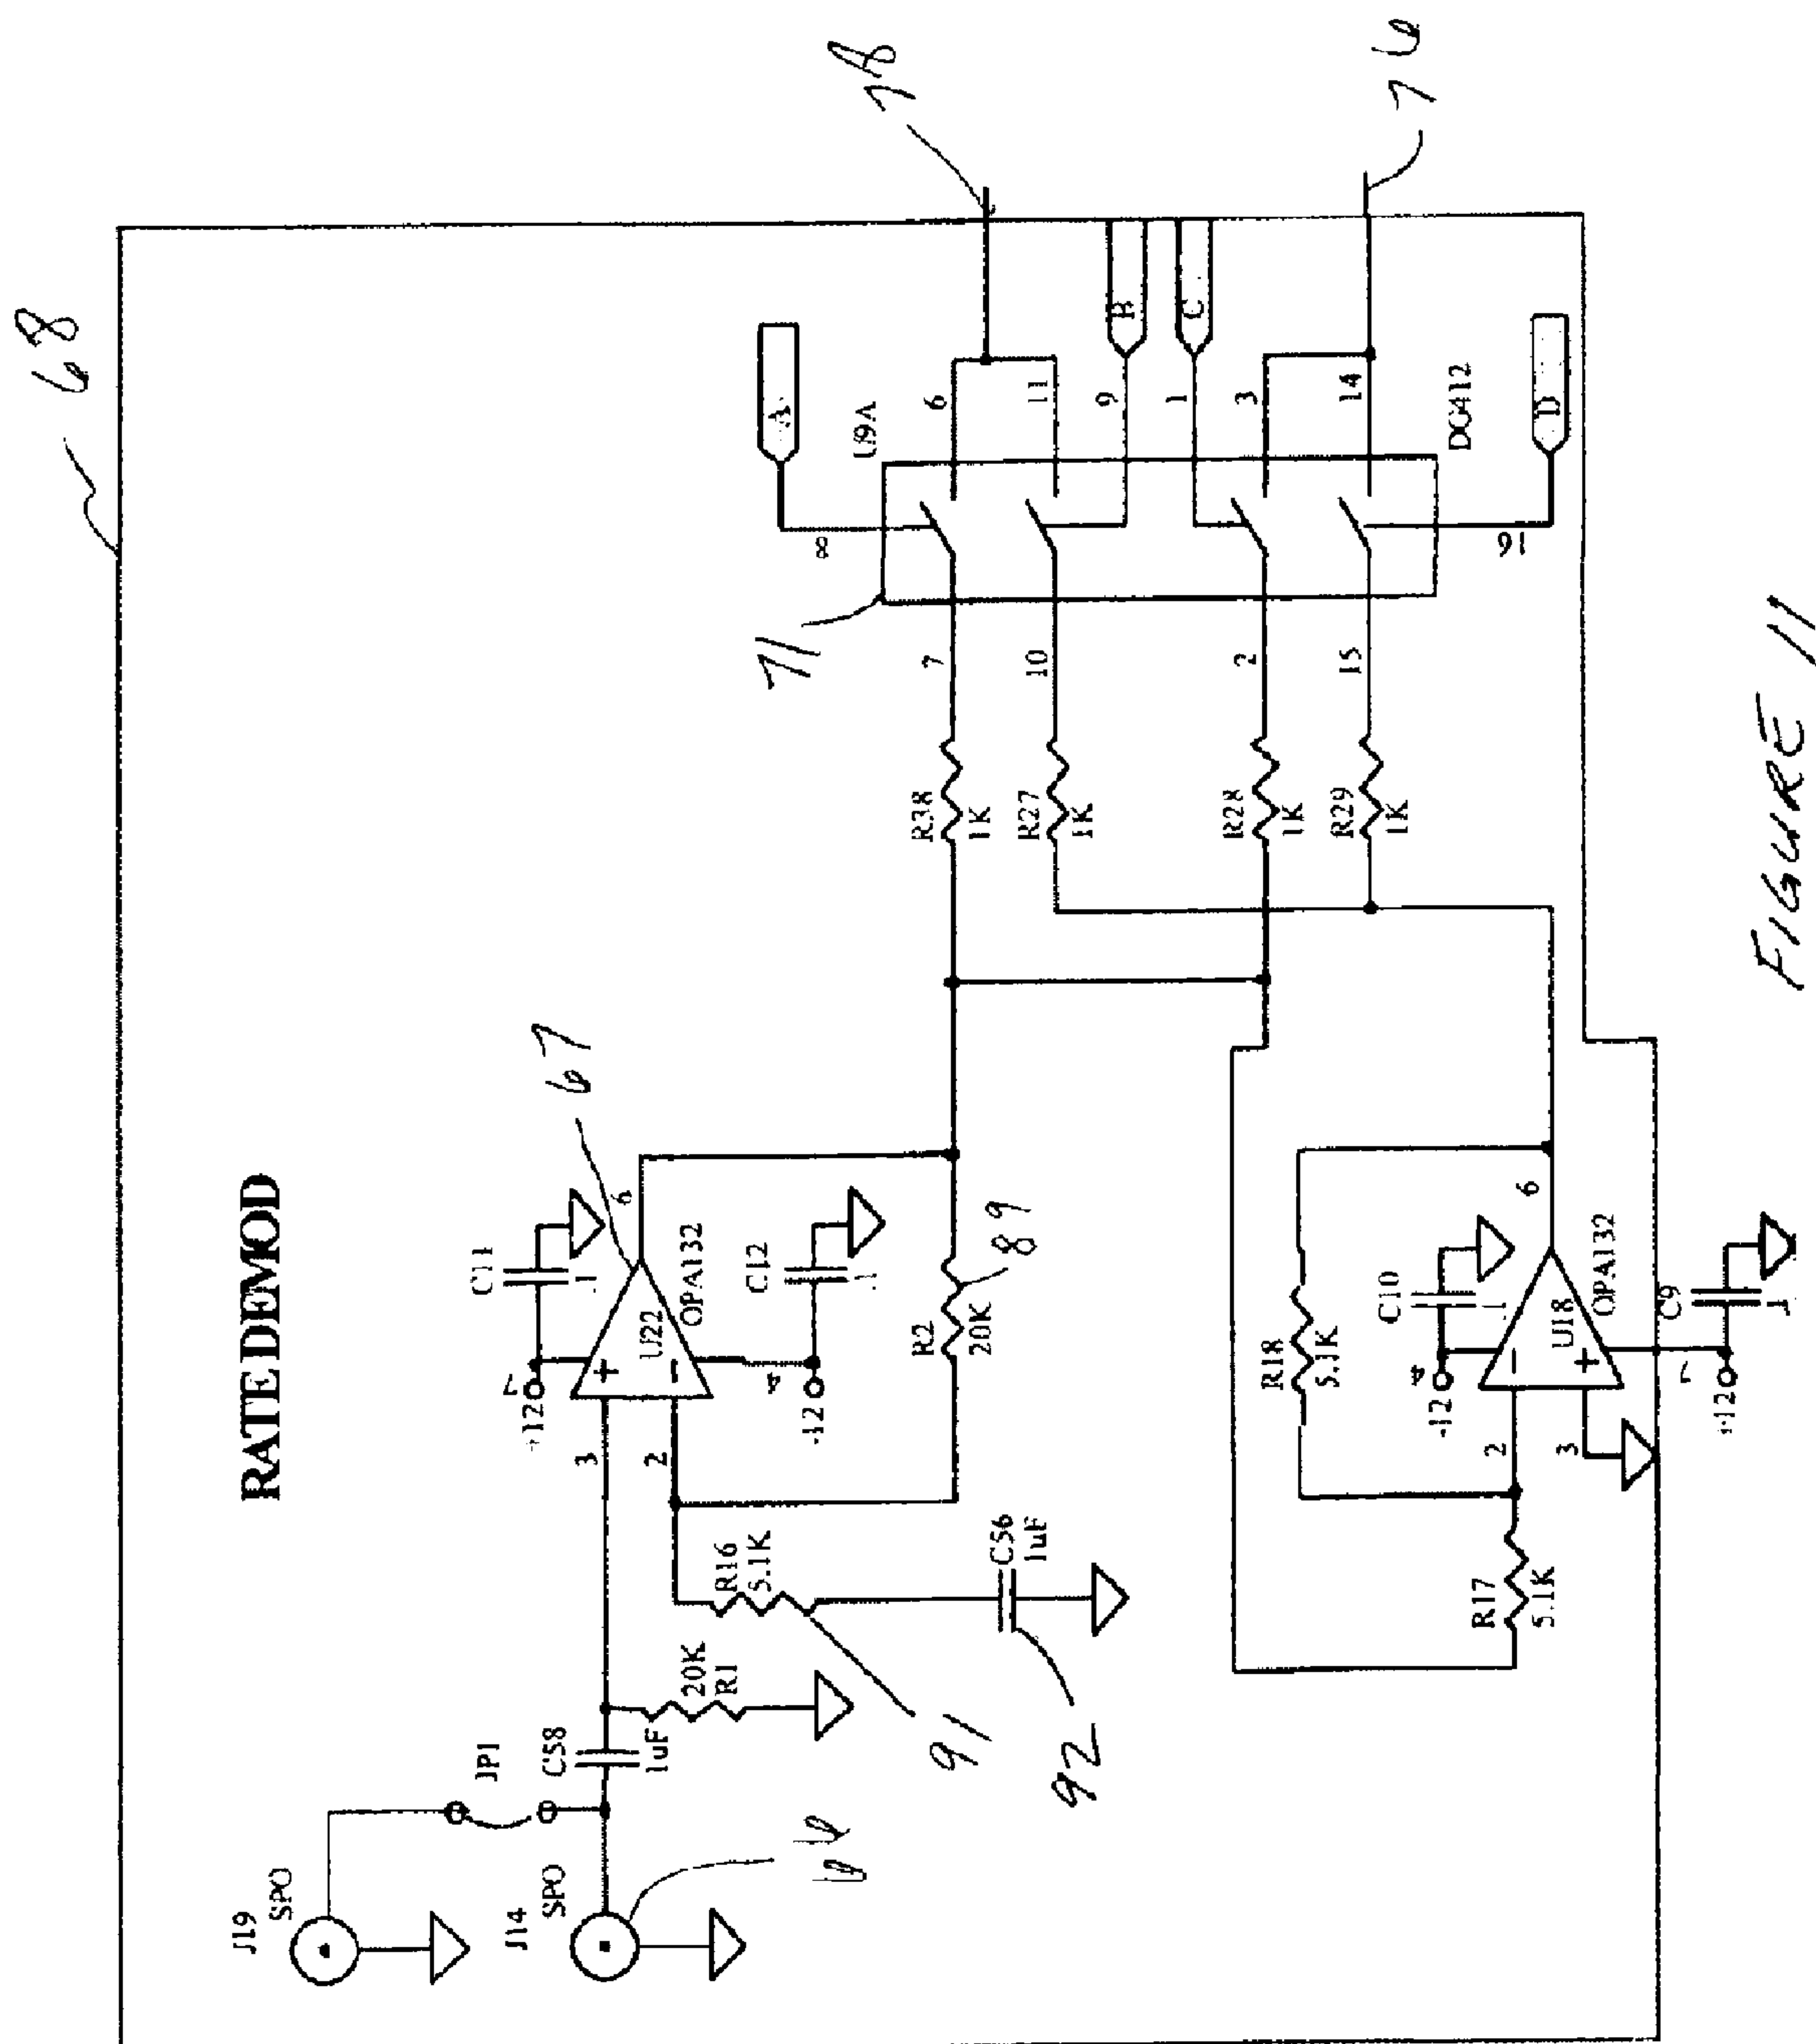 68
RATE DEMOD
J19
SPO
JP1
J14
SPO
C58
1uF
20K
R1
R16
5.1K
C56
1uF
91
92
3
2
+12
7
C11
.1
U22
+
-
OPA132
6
67
-12
4
C12
.1
R2
20K
89
R17
5.1K
R18
5.1K
2
3
-12
4
C10
.1
-
+
U18
OPA132
6
+12
7
C9
.1
R38
1K
R27
1K
R28
1K
R29
1K
7
10
2
15
71
8
A
U9A
6
11
9
B
1
C
3
14
DG412
16
D
78
76
FIGURE 11